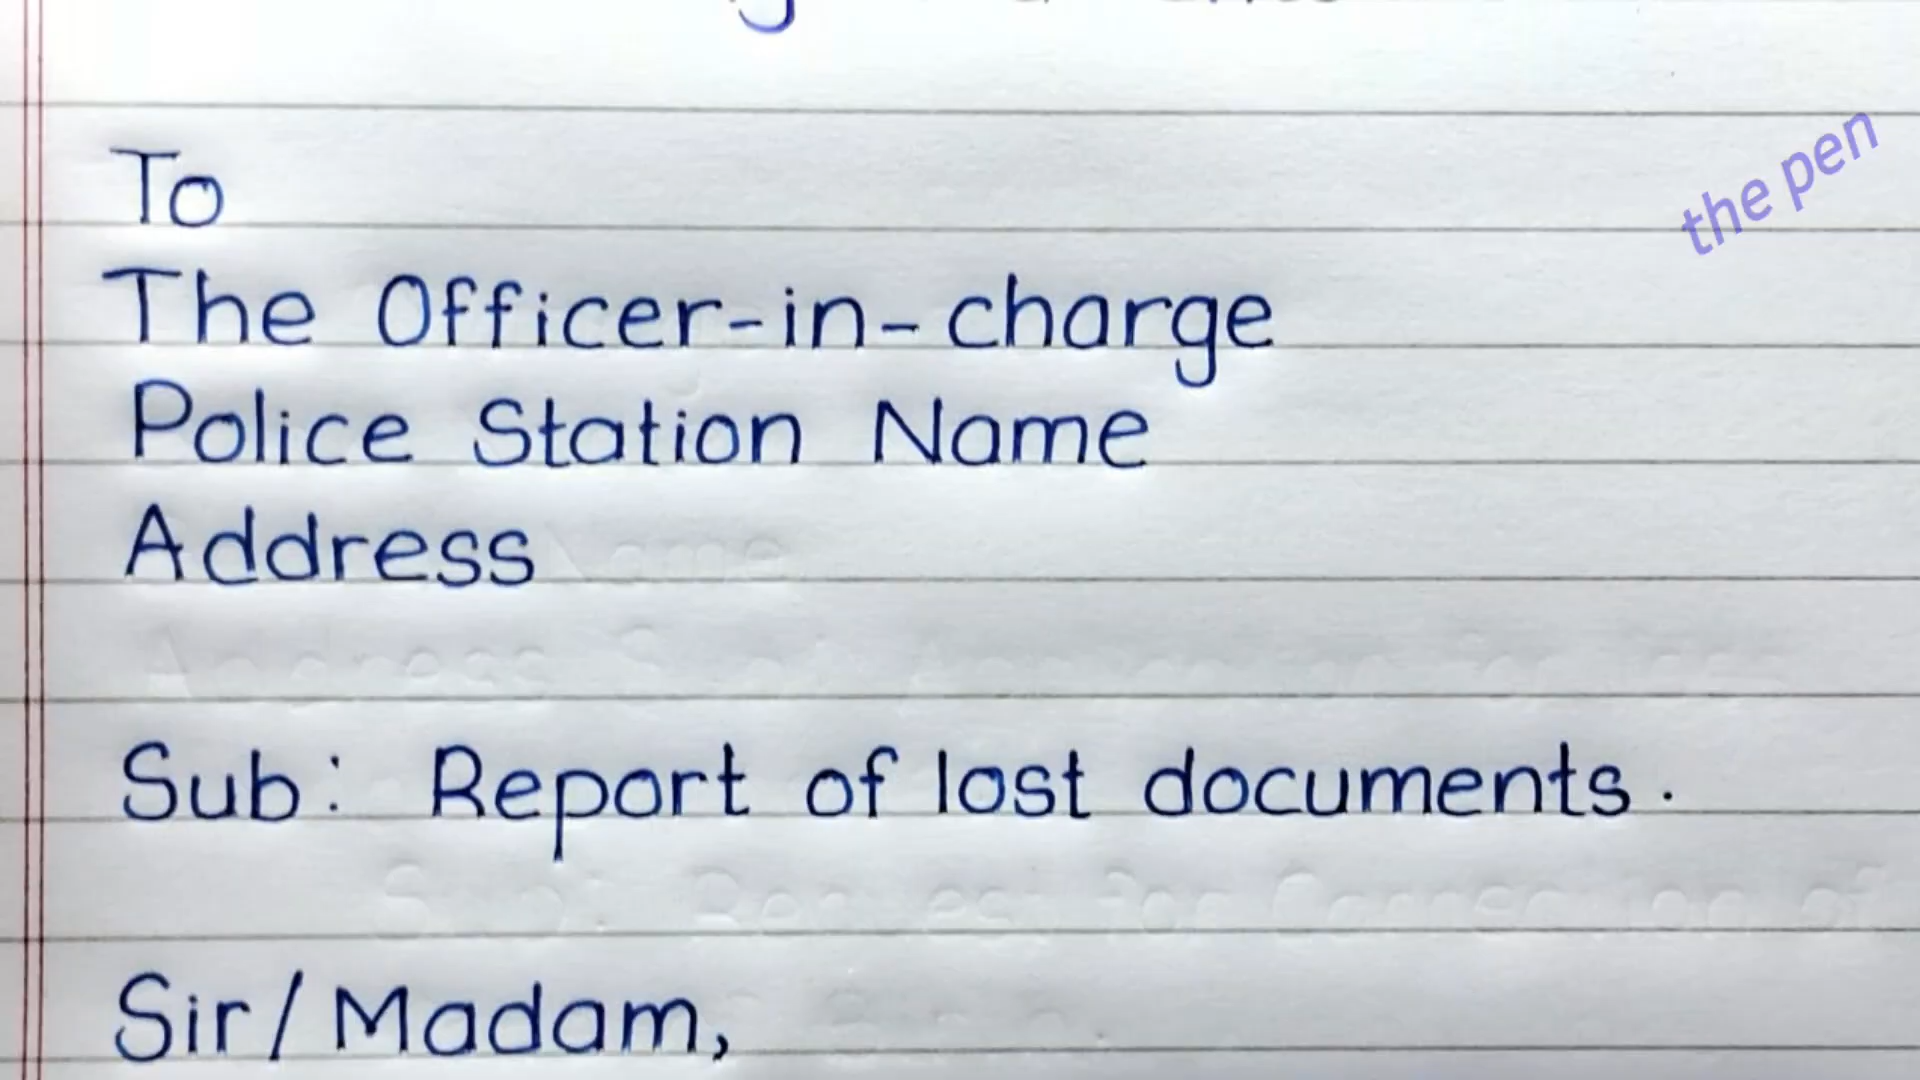 To
the pen
The Officer-in-charge
Police Station Name
Address
Sub: Report of lost documents.
Sir/Madam,